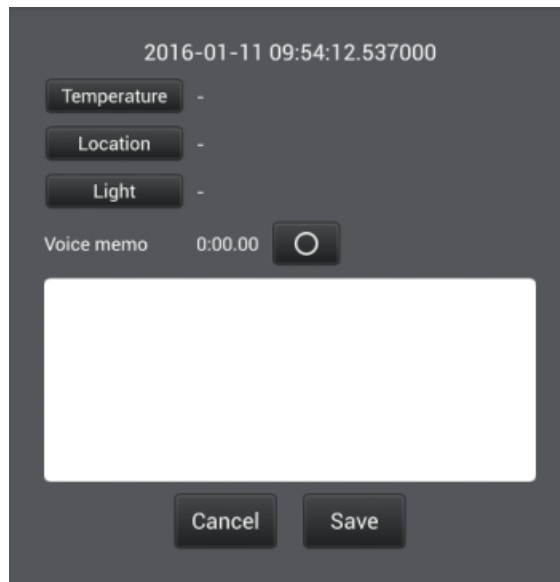 2016-01-11 09:54:12.537000
Temperature -
Location -
Light -
Voice memo 0:00.00
Cancel Save